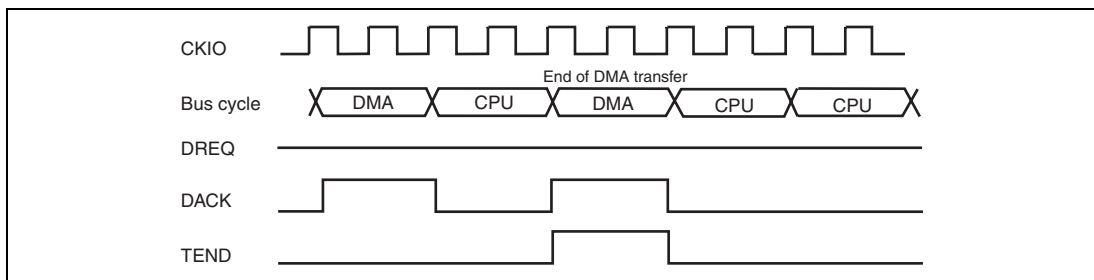 CKIO
End of DMA transfer
Bus cycle DMA CPU DMA CPU CPU
DREQ
DACK
TEND